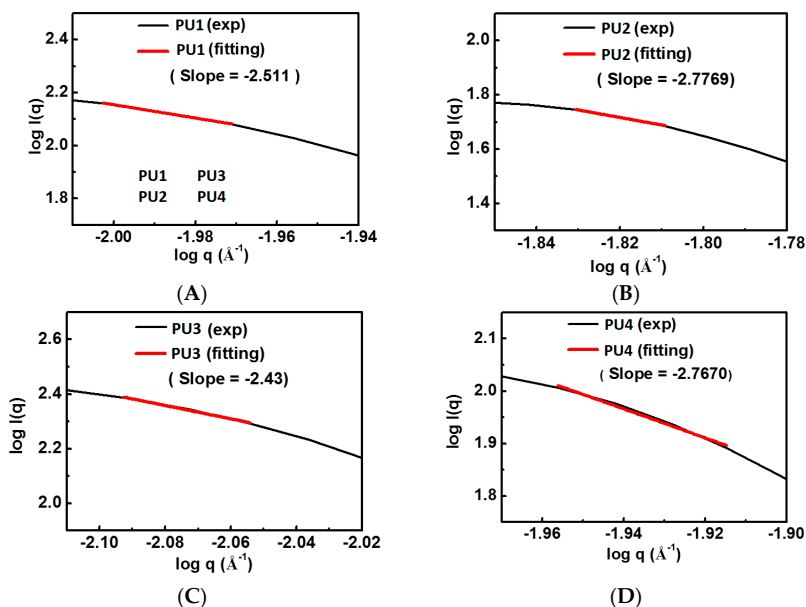 PU1 (exp)
PU1 (fitting)
( Slope = -2.511 )
PU1 PU3
PU2 PU4
log I(q)
2.4
2.2
2.0
1.8
-2.00 -1.98 -1.96 -1.94
log q (Å⁻¹)
(A)
PU2 (exp)
PU2 (fitting)
( Slope = -2.7769)
log I(q)
2.0
1.8
1.6
1.4
-1.84 -1.82 -1.80 -1.78
log q (Å⁻¹)
(B)
PU3 (exp)
PU3 (fitting)
( Slope = -2.43)
log I(q)
2.6
2.4
2.2
2.0
-2.10 -2.08 -2.06 -2.04 -2.02
log q (Å⁻¹)
(C)
PU4 (exp)
PU4 (fitting)
( Slope = -2.7670)
log I(q)
2.1
2.0
1.9
1.8
-1.96 -1.94 -1.92 -1.90
log q (Å⁻¹)
(D)